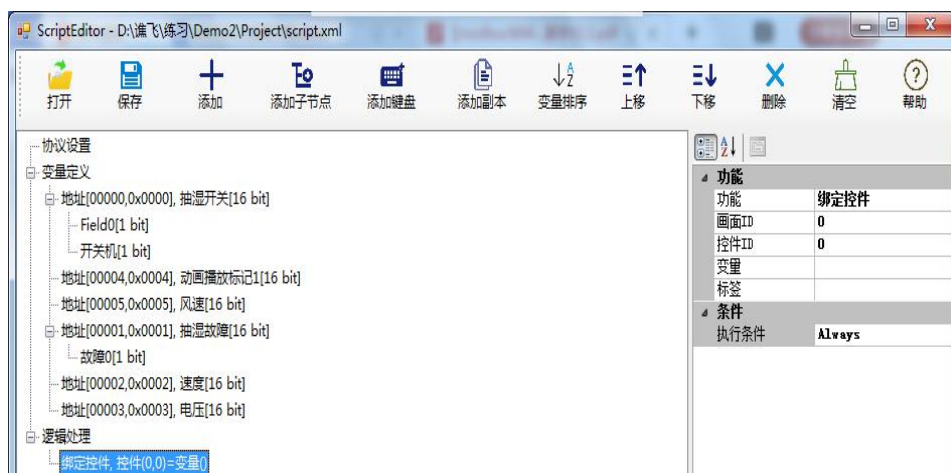 ScriptEditor - D:\谯飞\练习\Demo2\Project\script.xml
打开 保存 添加 添加子节点 添加键盘 添加副本 变量排序 上移 下移 删除 清空 帮助
协议设置
变量定义
地址[00000,0x0000], 抽湿开关[16 bit]
Field0[1 bit]
开关机[1 bit]
地址[00004,0x0004], 动画播放标记1[16 bit]
地址[00005,0x0005], 风速[16 bit]
地址[00001,0x0001], 抽湿故障[16 bit]
故障0[1 bit]
地址[00002,0x0002], 速度[16 bit]
地址[00003,0x0003], 电压[16 bit]
逻辑处理
绑定控件, 控件(0,0)=变量()
功能
功能 绑定控件
画面ID 0
控件ID 0
变量
标签
条件
执行条件 Always